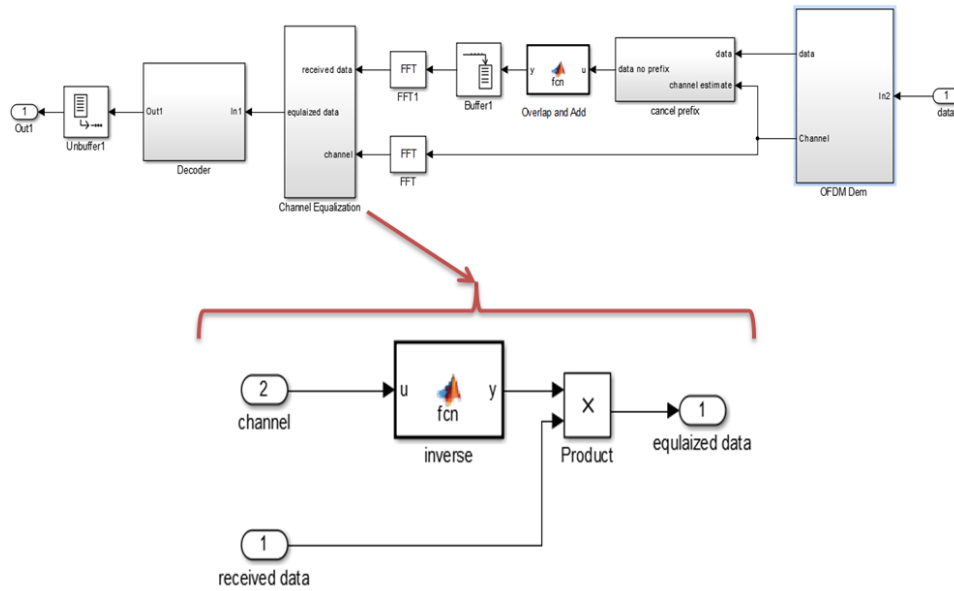 1
Out1
Unbuffer1
Out1
In1
Decoder
received data
equlaized data
channel
Channel Equalization
FFT
FFT1
FFT
FFT
Buffer1
y
fcn
u
Overlap and Add
data
data no prefix
channel estimate
cancel prefix
data
In2
Channel
OFDM Dem
1
data
2
channel
u
fcn
y
inverse
X
Product
1
equlaized data
1
received data